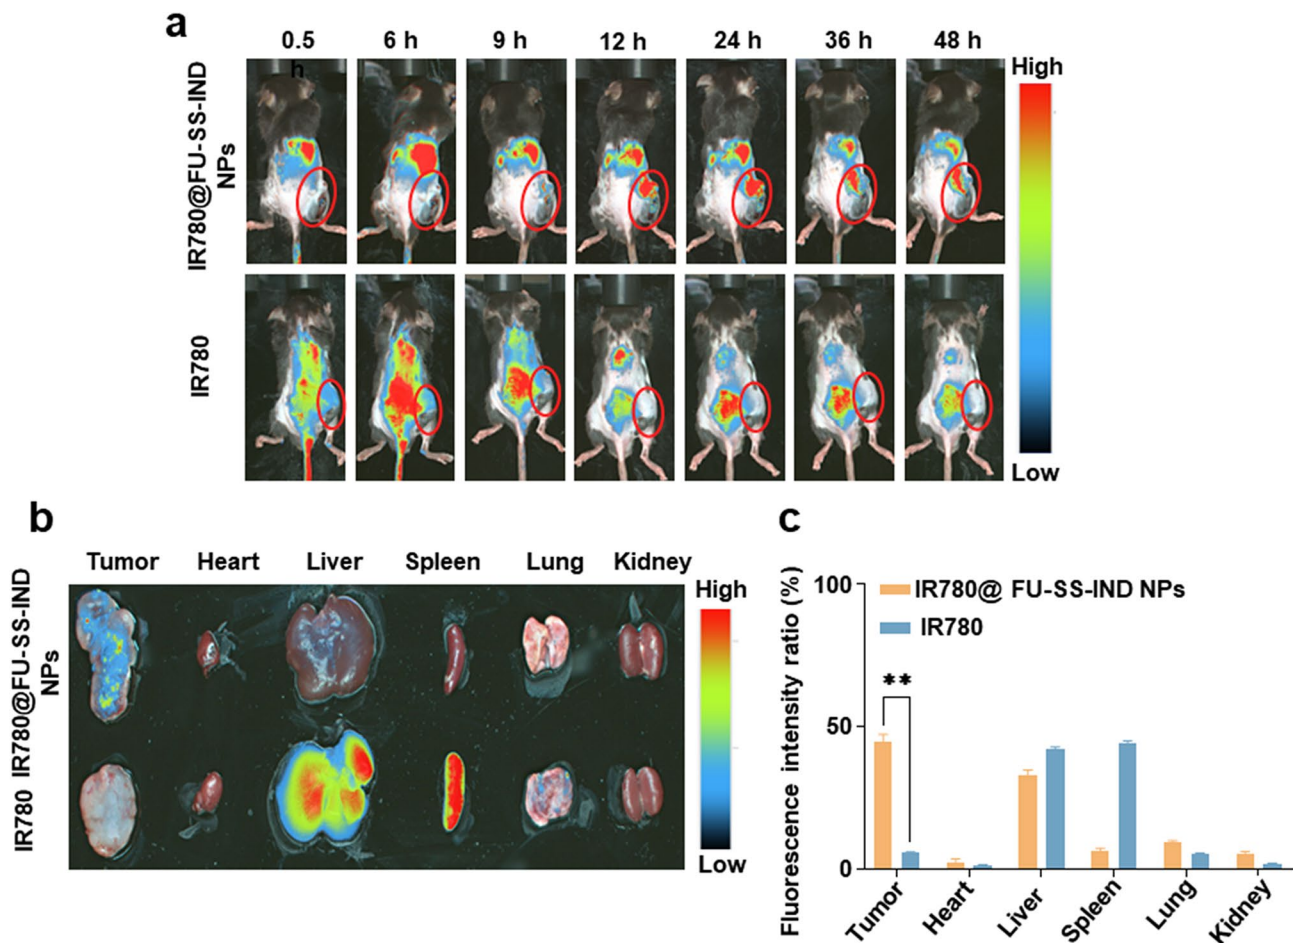 a
0.5 h
6 h
9 h
12 h
24 h
36 h
48 h
IR780@FU-SS-IND
NPs
IR780
High
Low
b
Tumor
Heart
Liver
Spleen
Lung
Kidney
IR780@FU-SS-IND
NPs
IR780
High
Low
c
Fluorescence intensity ratio (%)
100
50
0
IR780@ FU-SS-IND NPs
IR780
**
Tumor
Heart
Liver
Spleen
Lung
Kidney